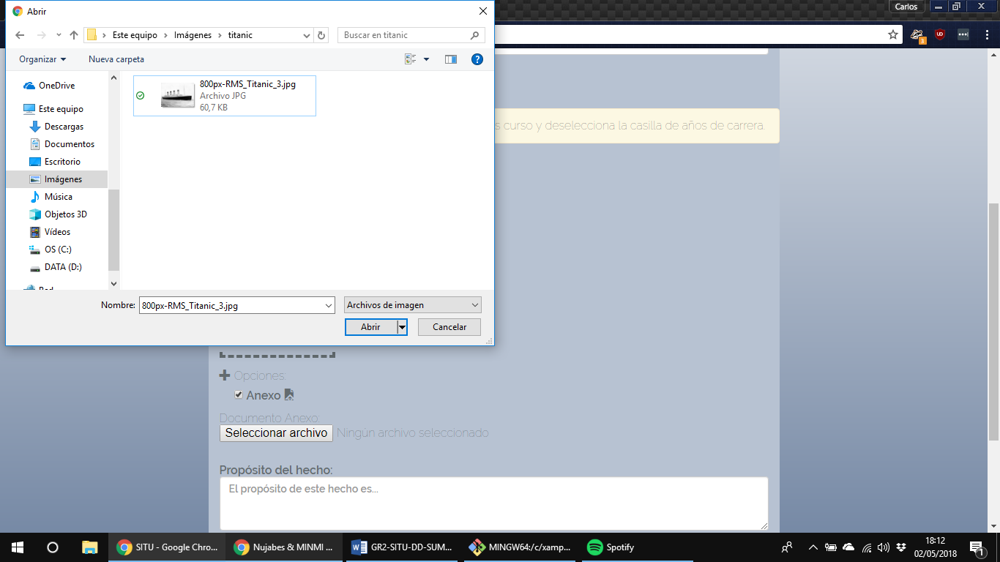 Abrir
Carlos
Este equipo
Imágenes
titanic
Buscar en titanic
3
Organizar
Nueva carpeta
OneDrive
Este equipo
Descargas
Documentos
Escritorio
Imágenes
Música
Objetos 3D
Vídeos
OS (C:)
DATA (D:)
800px-RMS_Titanic_3.jpg
Archivo JPG
60,7 KB
s curso y deselecciona la casilla de años de carrera.
Nombre: 800px-RMS_Titanic_3.jpg
Archivos de imagen
Abrir
Cancelar
Opciones:
Anexo
Documento Anexo:
Seleccionar archivo Ningún archivo seleccionado
Propósito del hecho:
El propósito de este hecho es...
SITU - Google Chro...
Nujabes & MINMI ...
GR2-SITU-DD-SUM...
MINGW64:/c/xamp...
Spotify
18:12
02/05/2018
1